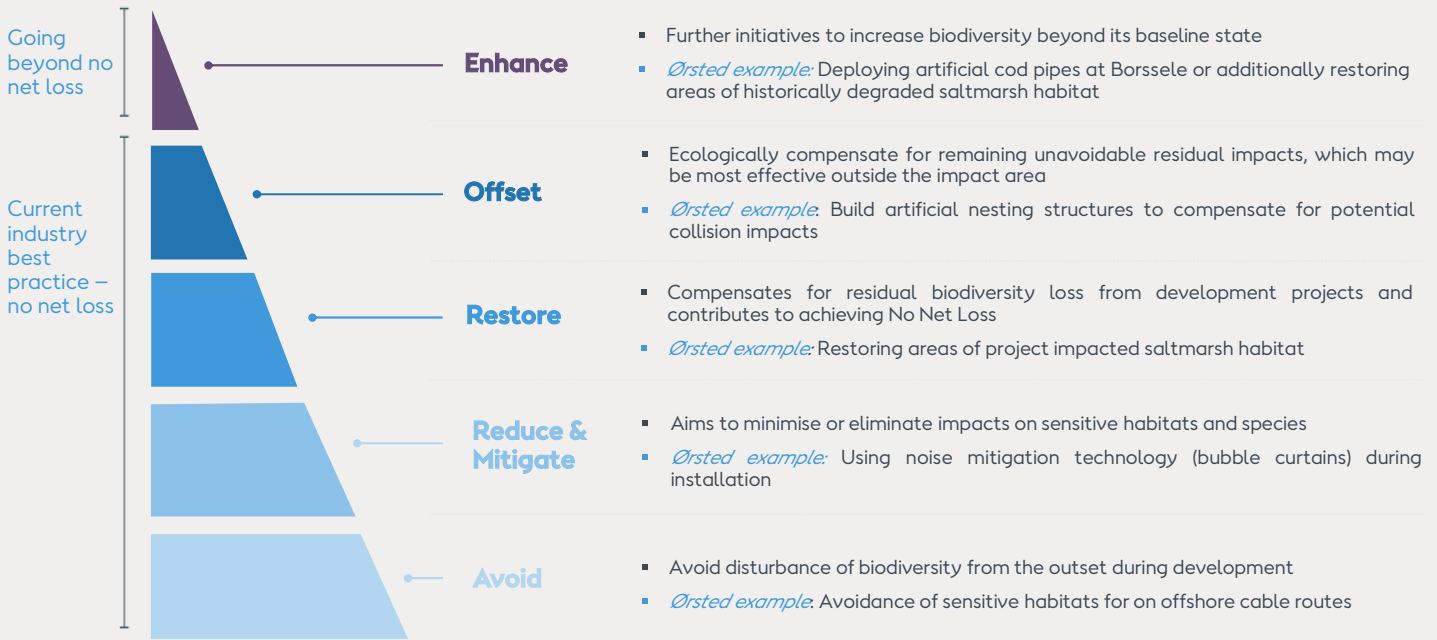 Going
beyond no
net loss
Enhance
▪ Further initiatives to increase biodiversity beyond its baseline state
▪ Ørsted example: Deploying artificial cod pipes at Borssele or additionally restoring
areas of historically degraded saltmarsh habitat
Current
industry
best
practice –
no net loss
Offset
▪ Ecologically compensate for remaining unavoidable residual impacts, which may
be most effective outside the impact area
▪ Ørsted example: Build artificial nesting structures to compensate for potential
collision impacts
Restore
▪ Compensates for residual biodiversity loss from development projects and
contributes to achieving No Net Loss
▪ Ørsted example: Restoring areas of project impacted saltmarsh habitat
Reduce &
Mitigate
▪ Aims to minimise or eliminate impacts on sensitive habitats and species
▪ Ørsted example: Using noise mitigation technology (bubble curtains) during
installation
Avoid
▪ Avoid disturbance of biodiversity from the outset during development
▪ Ørsted example: Avoidance of sensitive habitats for on offshore cable routes